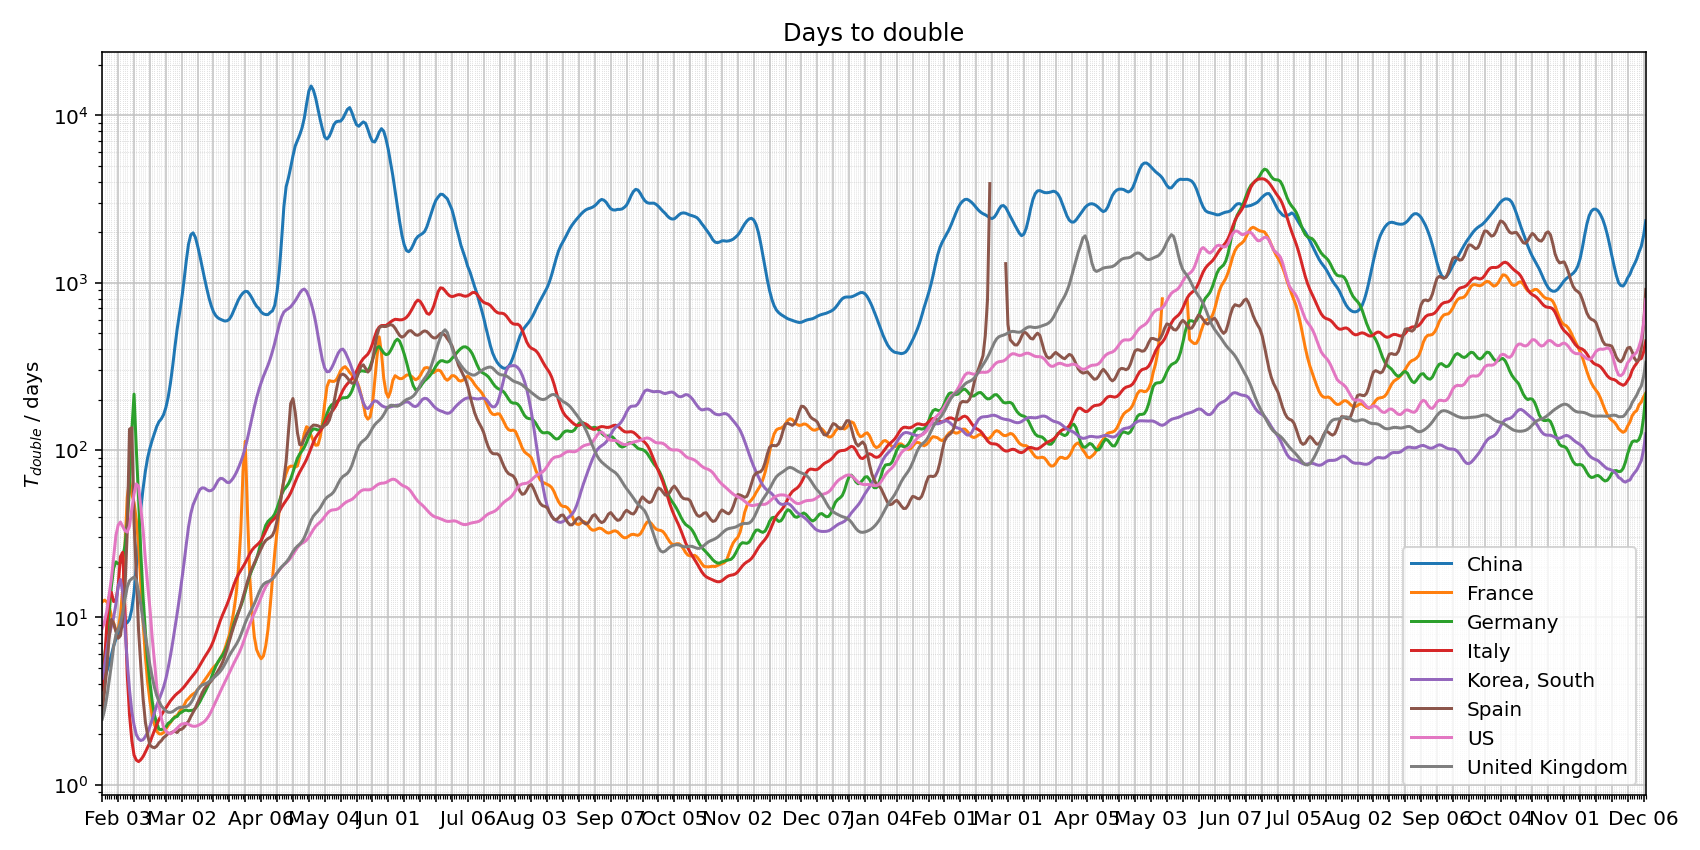 Days to double
T_double / days
10^4
10^3
10^2
10^1
10^0
Feb 03 Mar 02 Apr 06 May 04 Jun 01 Jul 06 Aug 03 Sep 07 Oct 05 Nov 02 Dec 07 Jan 04 Feb 01 Mar 01 Apr 05 May 03 Jun 07 Jul 05 Aug 02 Sep 06 Oct 04 Nov 01 Dec 06
China
France
Germany
Italy
Korea, South
Spain
US
United Kingdom